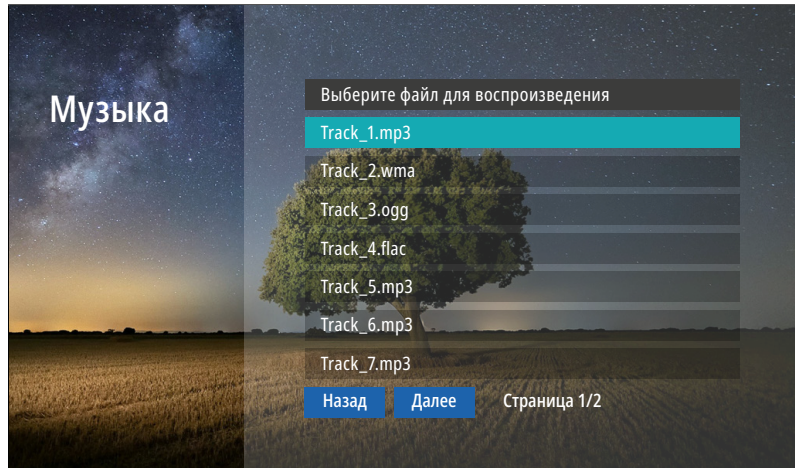 Музыка
Выберите файл для воспроизведения
Track_1.mp3
Track_2.wma
Track_3.ogg
Track_4.flac
Track_5.mp3
Track_6.mp3
Track_7.mp3
Назад Далее Страница 1/2